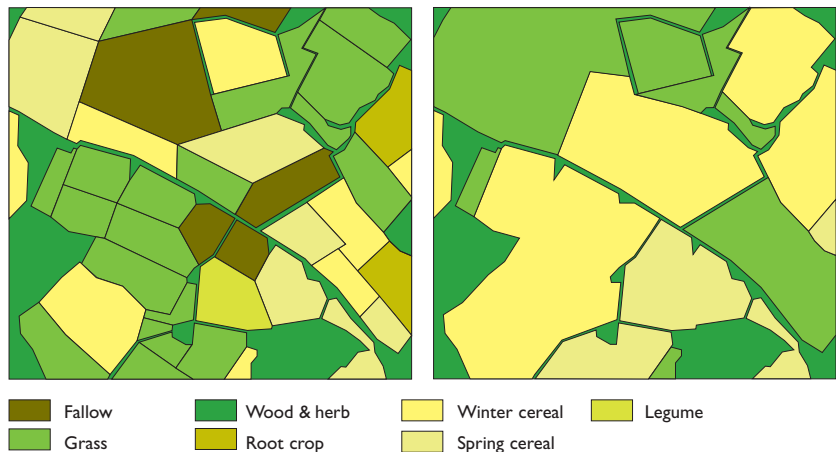 Fallow Wood & herb Winter cereal Legume
Grass Root crop Spring cereal